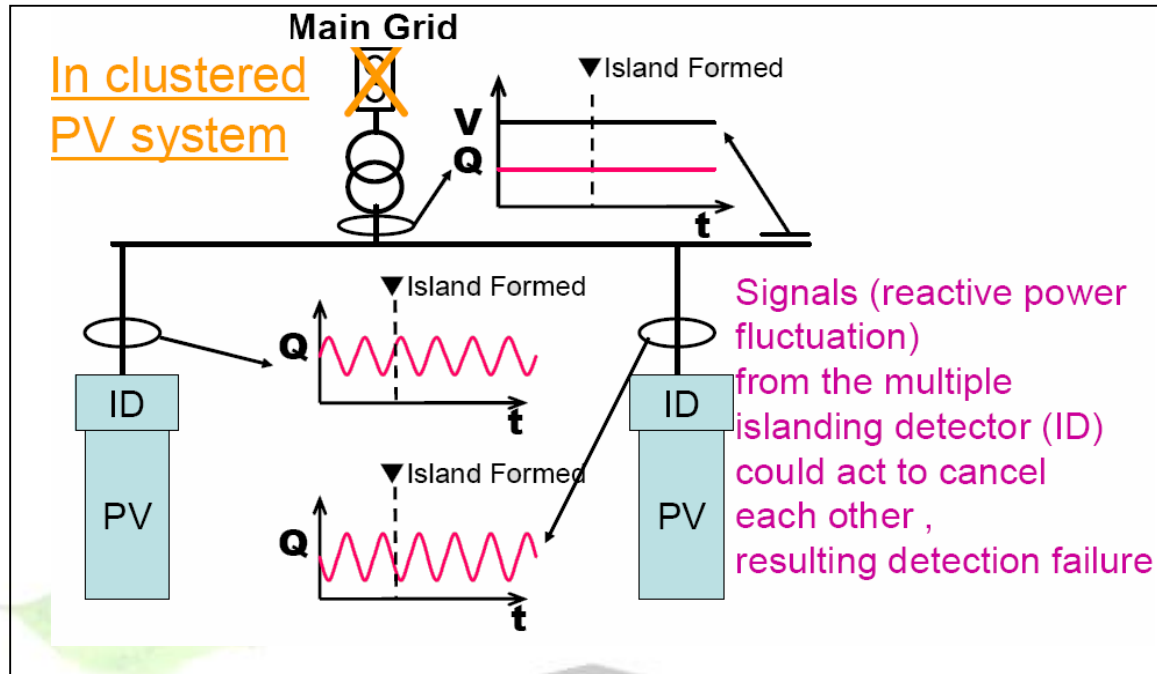 Main Grid
In clustered
PV system
▼Island Formed
V
Q
t
▼Island Formed
Q
t
▼Island Formed
Q
t
ID
PV
ID
PV
Signals (reactive power
fluctuation)
from the multiple
islanding detector (ID)
could act to cancel
each other ,
resulting detection failure